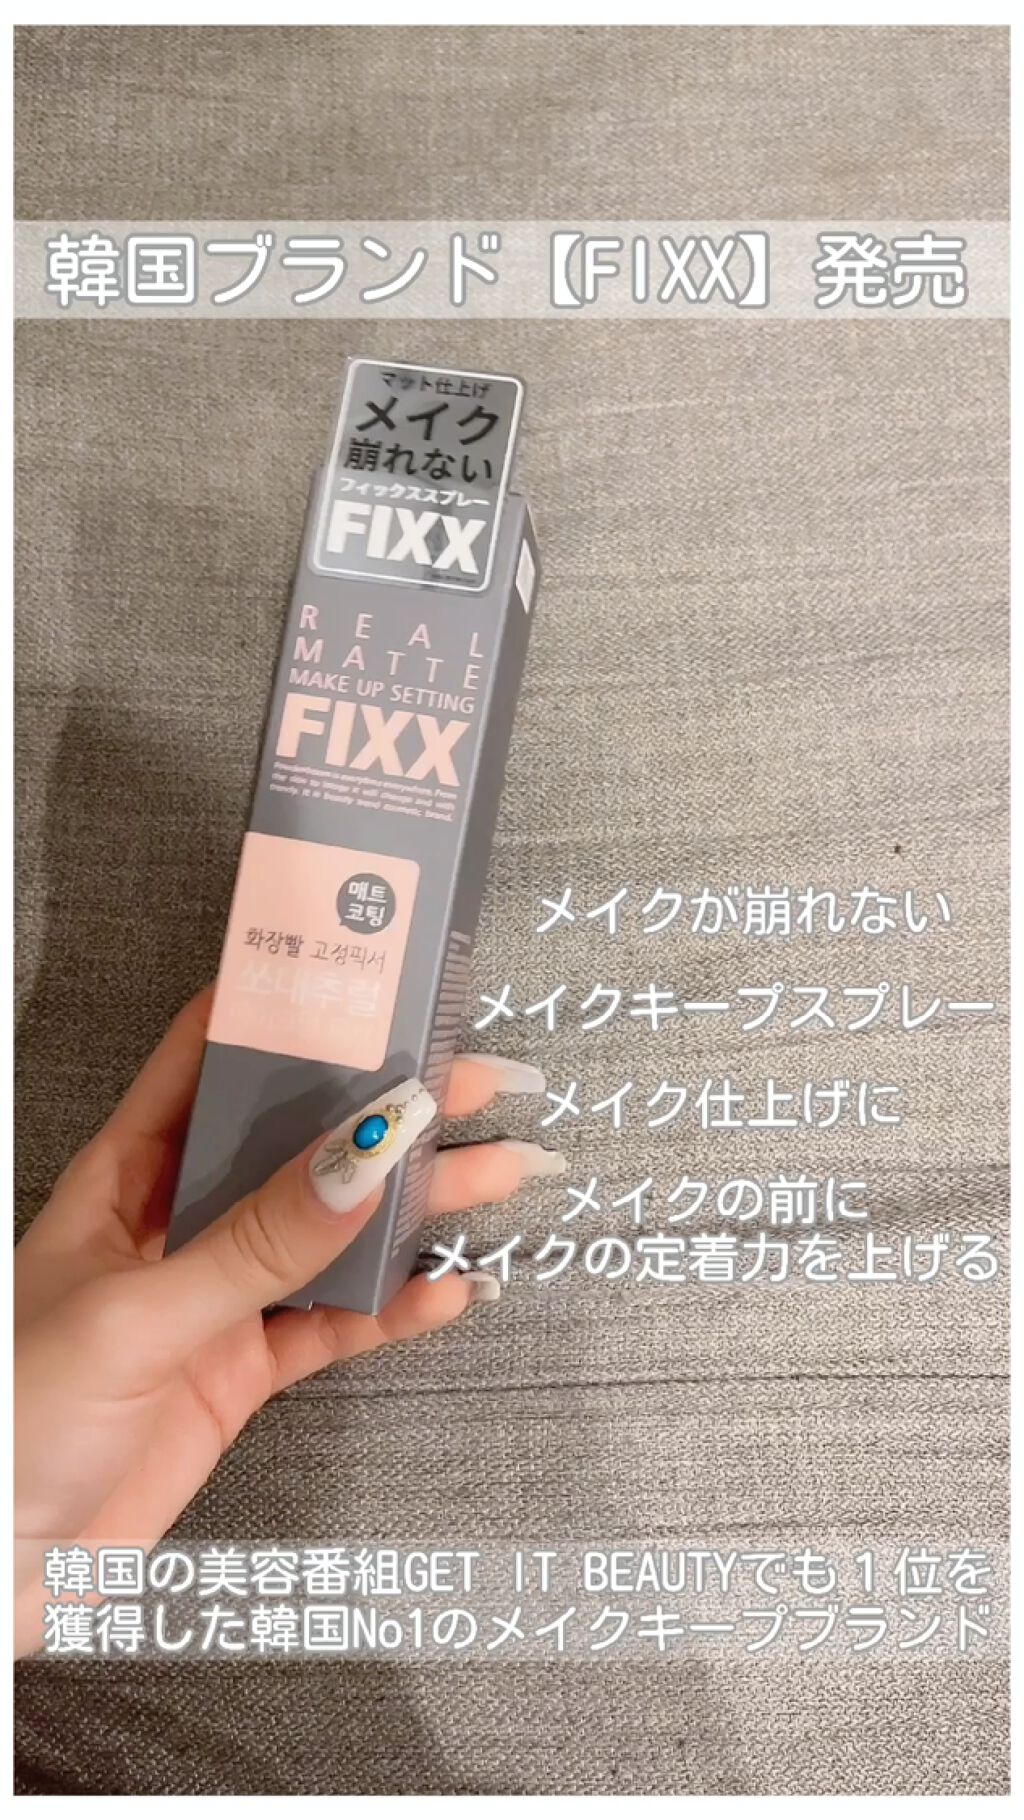 韓国ブランド【FIXX】発売
マット仕上げ
メイク
崩れない
フィックススプレー
FIXX
REAL
MATTE
MAKE UP SETTING
FIXX
매트
코팅
화장빨 고정픽서
쏘내추럴
メイクが崩れない
メイクキープスプレー
メイク仕上げに
メイクの前に
メイクの定着力を上げる
韓国の美容番組GET IT BEAUTYでも１位を
獲得した韓国No1のメイクキープブランド